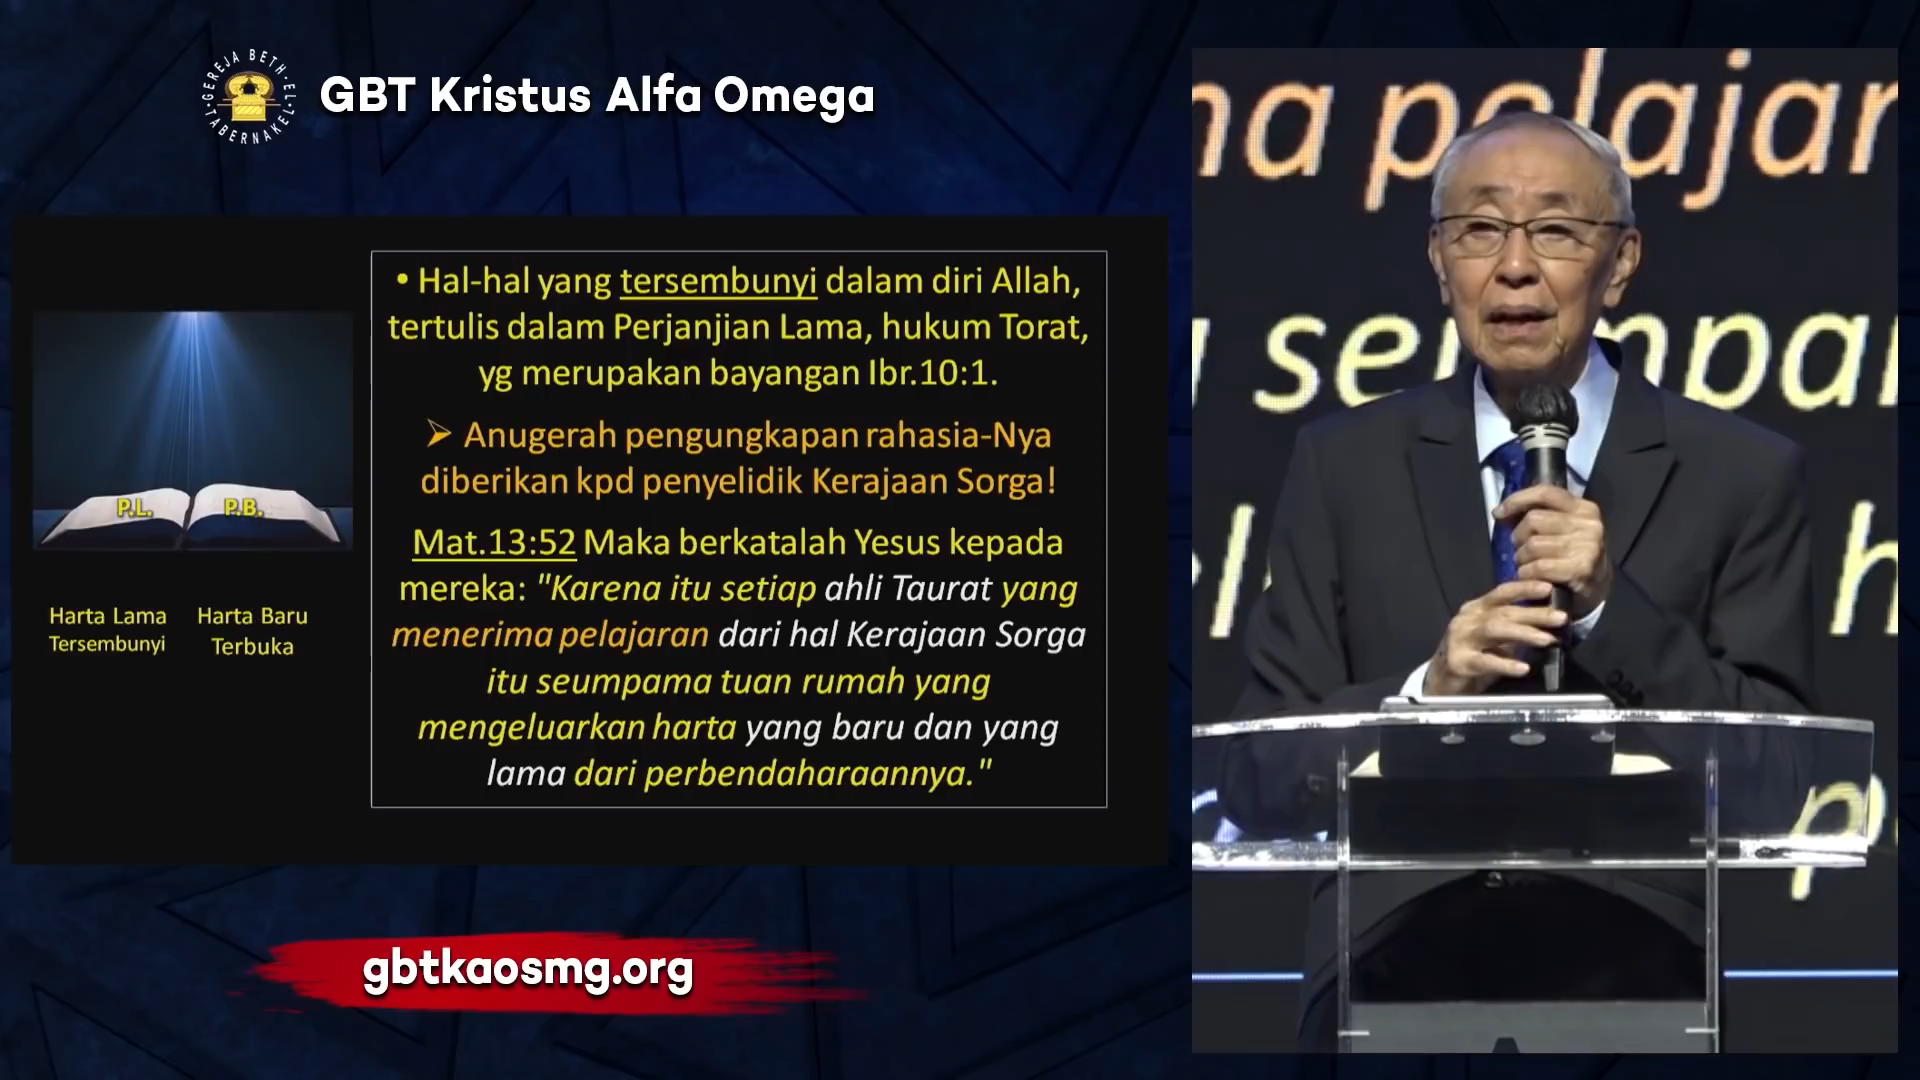 GEREJA BETH-EL
TABERNAKEL
GBT Kristus Alfa Omega
• Hal-hal yang tersembunyi dalam diri Allah,
tertulis dalam Perjanjian Lama, hukum Torat,
yg merupakan bayangan Ibr.10:1.
➢ Anugerah pengungkapan rahasia-Nya
diberikan kpd penyelidik Kerajaan Sorga!
Mat.13:52 Maka berkatalah Yesus kepada
mereka: "Karena itu setiap ahli Taurat yang
menerima pelajaran dari hal Kerajaan Sorga
itu seumpama tuan rumah yang
mengeluarkan harta yang baru dan yang
lama dari perbendaharaannya."
P.L. P.B.
Harta Lama
Tersembunyi
Harta Baru
Terbuka
gbtkaosmg.org
na pelajar
seumpa